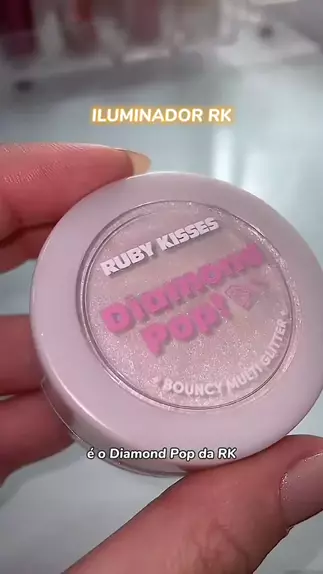 ILUMINADOR RK
RUBY KISSES
Diamond
Pop!
BOUNCY MULTI GLITTER
é o Diamond Pop da RK